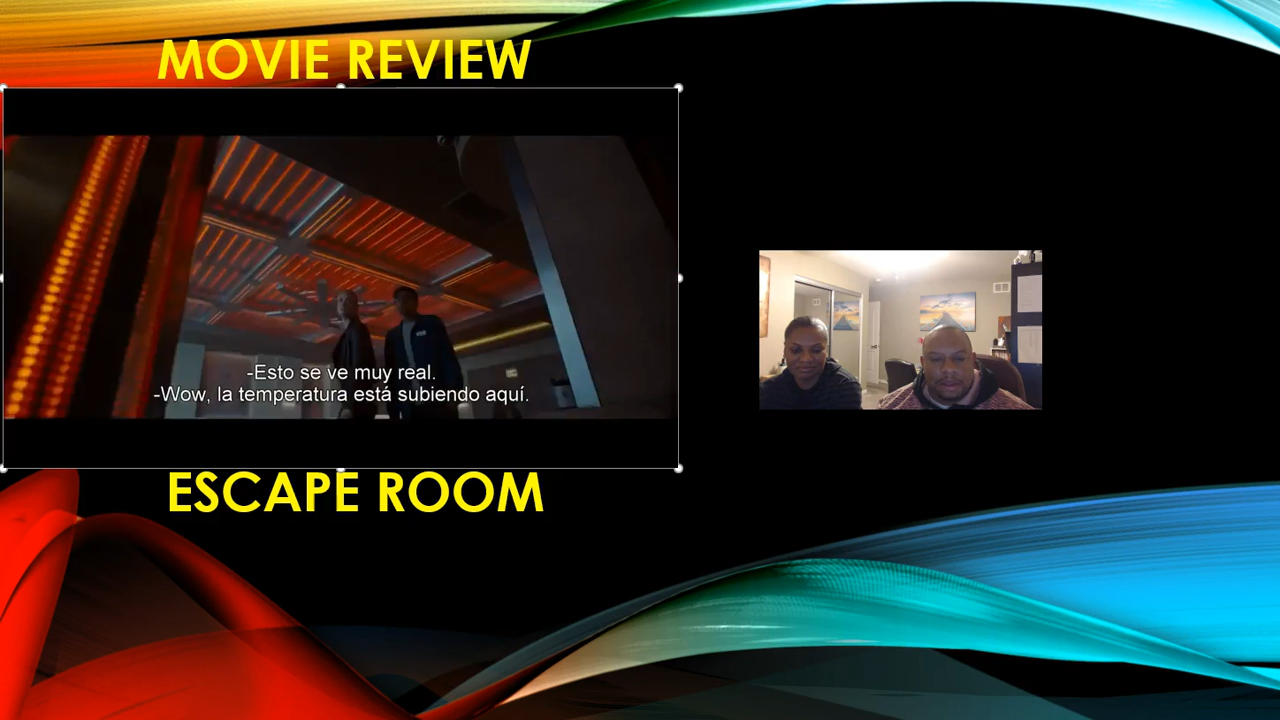 MOVIE REVIEW
-Esto se ve muy real.
-Wow, la temperatura está subiendo aquí.
ESCAPE ROOM